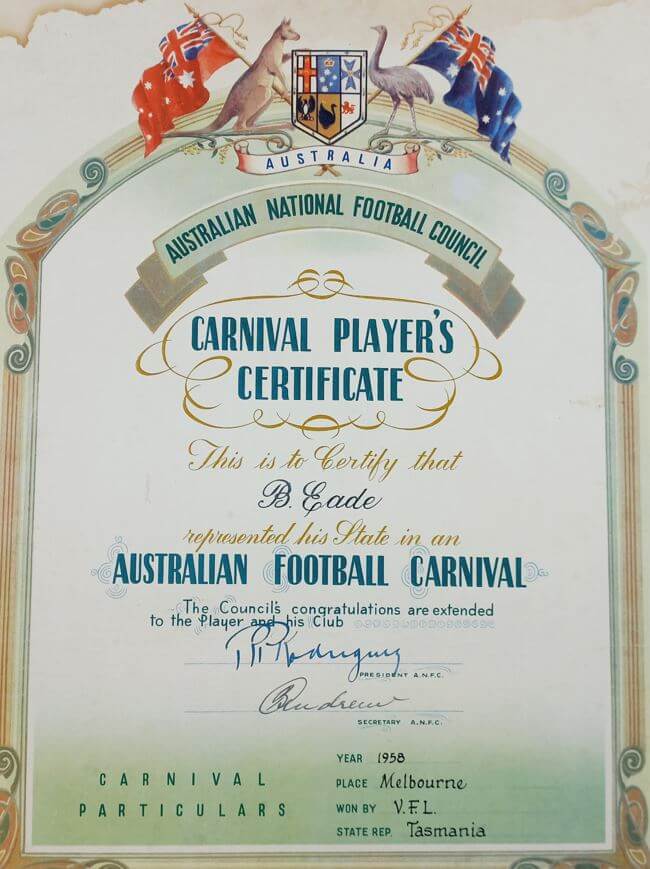 AUSTRALIA
AUSTRALIAN NATIONAL FOOTBALL COUNCIL
CARNIVAL PLAYER'S
CERTIFICATE
This is to Certify that
B. Eade
represented his State in an
AUSTRALIAN FOOTBALL CARNIVAL
The Council's congratulations are extended
to the Player and his Club
PRESIDENT A.N.F.C.
SECRETARY A.N.F.C.
CARNIVAL
PARTICULARS
YEAR 1958
PLACE Melbourne
WON BY V.F.L.
STATE REP. Tasmania